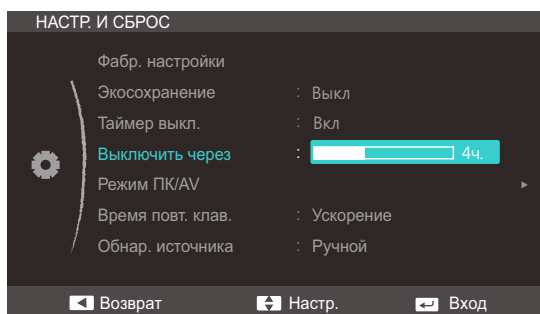 НАСТР. И СБРОС
Фабр. настройки
Экосохранение : Выкл
Таймер выкл. : Вкл
Выключить через : 4ч.
Режим ПК/AV
Время повт. клав. : Ускорение
Обнар. источника : Ручной
Возврат Настр. Вход